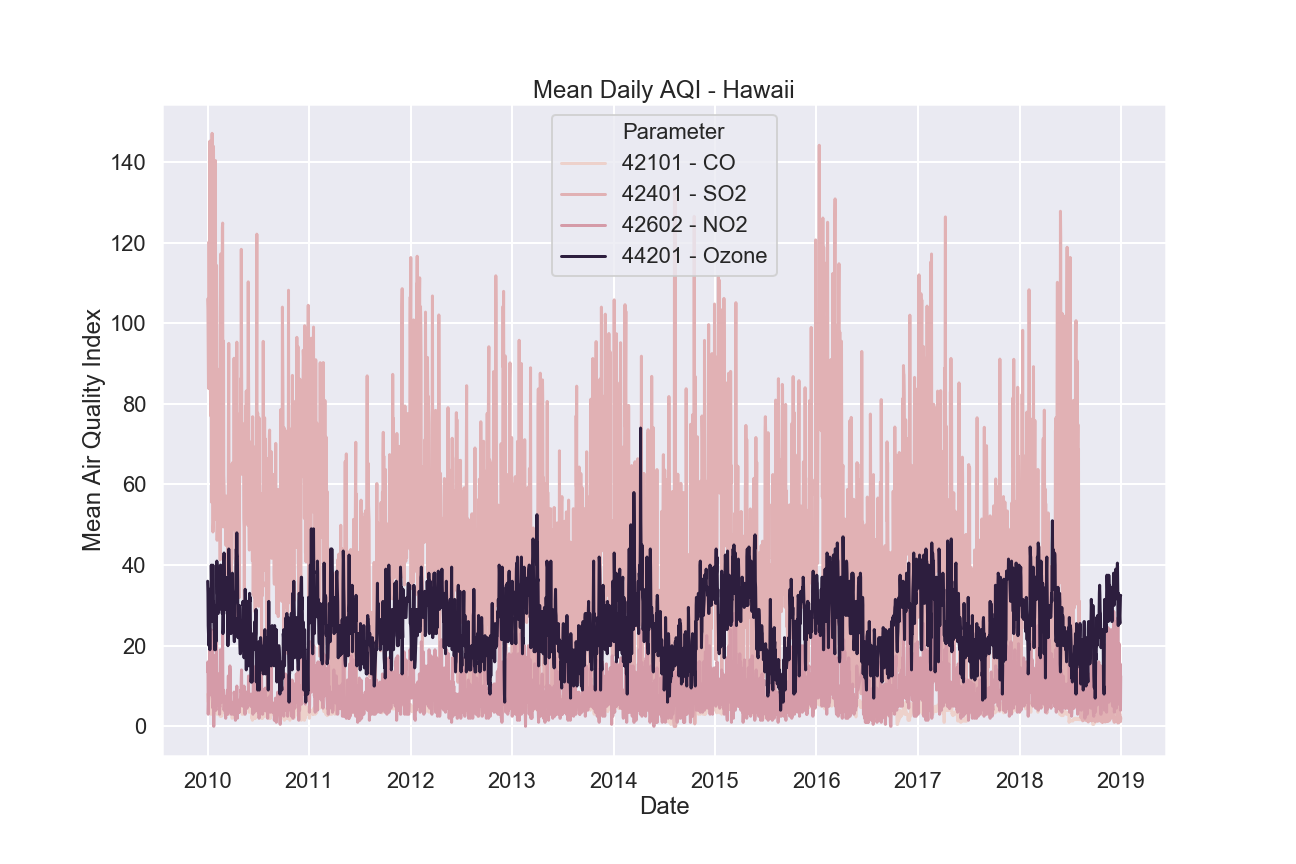 Mean Daily AQI - Hawaii
Parameter
42101 - CO
42401 - SO2
42602 - NO2
44201 - Ozone
Mean Air Quality Index
140
120
100
80
60
40
20
0
2010 2011 2012 2013 2014 2015 2016 2017 2018 2019
Date